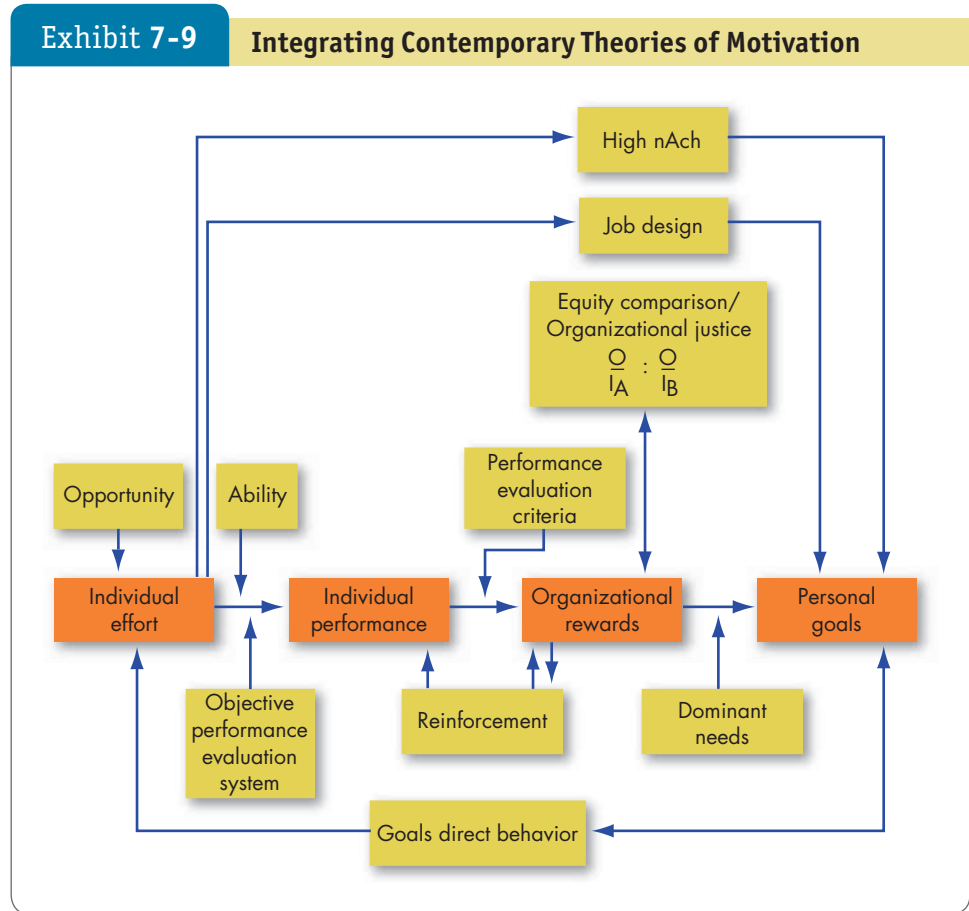 Exhibit 7-9
Integrating Contemporary Theories of Motivation
High nAch
Job design
Equity comparison/
Organizational justice
O : O
IA IB
Performance
evaluation
criteria
Opportunity
Ability
Individual
effort
Individual
performance
Organizational
rewards
Personal
goals
Objective
performance
evaluation
system
Reinforcement
Dominant
needs
Goals direct behavior